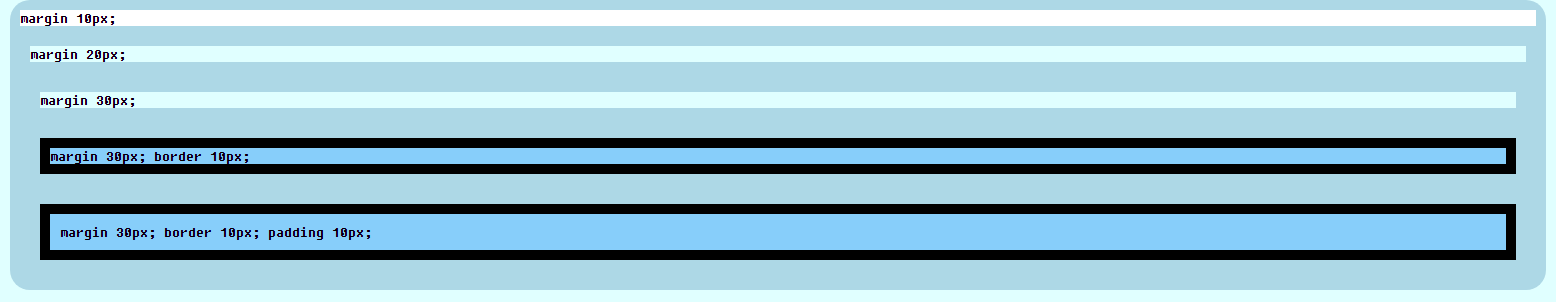 margin 10px;
margin 20px;
margin 30px;
margin 30px; border 10px;
margin 30px; border 10px; padding 10px;